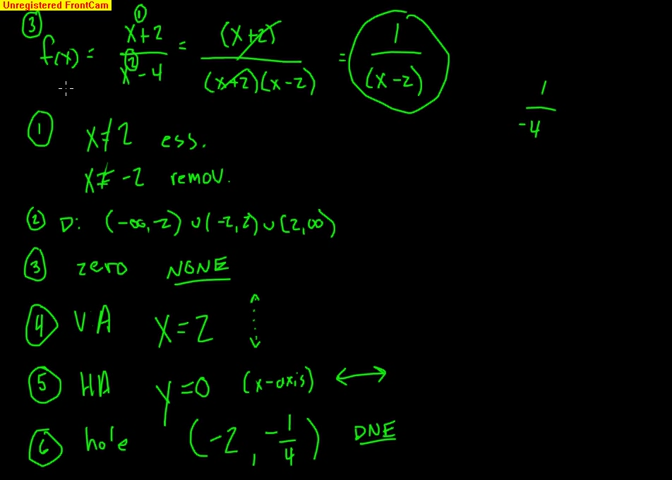 Unregistered FrontCam
③ f(x) = x+2 ① / x² - 4 = (x+2) / (x+2)(x-2) = 1 / (x-2)
1 / -4
① x ≠ 2 ess.
x ≠ -2 remov.
② D: (-∞,-2) ∪ (-2,2) ∪ [2,∞)
③ zero NONE
④ VA x = 2
⑤ HA y = 0 (x-axis)
⑥ hole (-2, -1/4) DNE